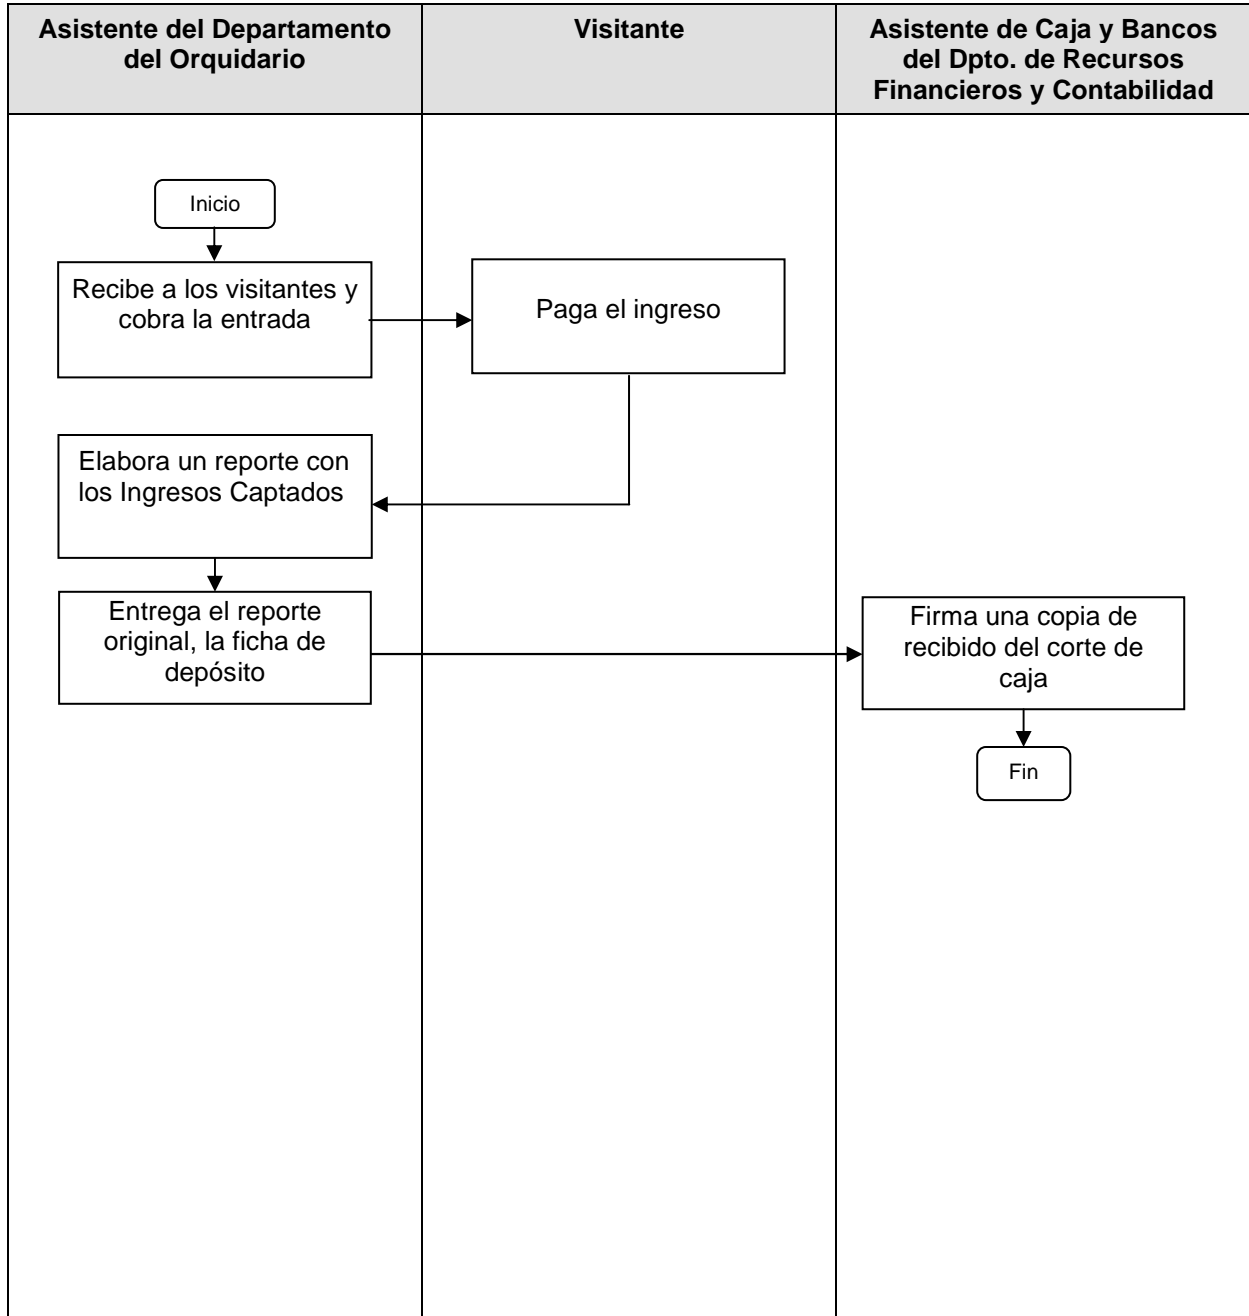 Asistente del Departamento
del Orquidario
Visitante
Asistente de Caja y Bancos
del Dpto. de Recursos
Financieros y Contabilidad
Inicio
Recibe a los visitantes y
cobra la entrada
Paga el ingreso
Elabora un reporte con
los Ingresos Captados
Entrega el reporte
original, la ficha de
depósito
Firma una copia de
recibido del corte de
caja
Fin